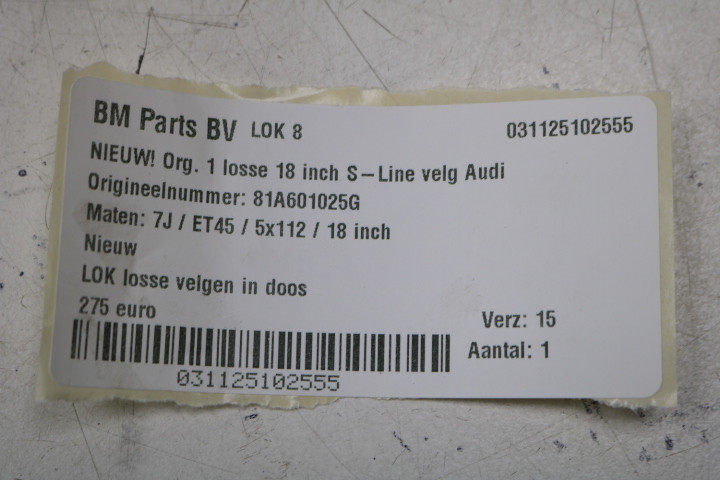 BM Parts BV LOK 8 031125102555
NIEUW! Org. 1 losse 18 inch S-Line velg Audi
Origineelnummer: 81A601025G
Maten: 7J / ET45 / 5x112 / 18 inch
Nieuw
LOK losse velgen in doos
275 euro
Verz: 15
Aantal: 1
031125102555